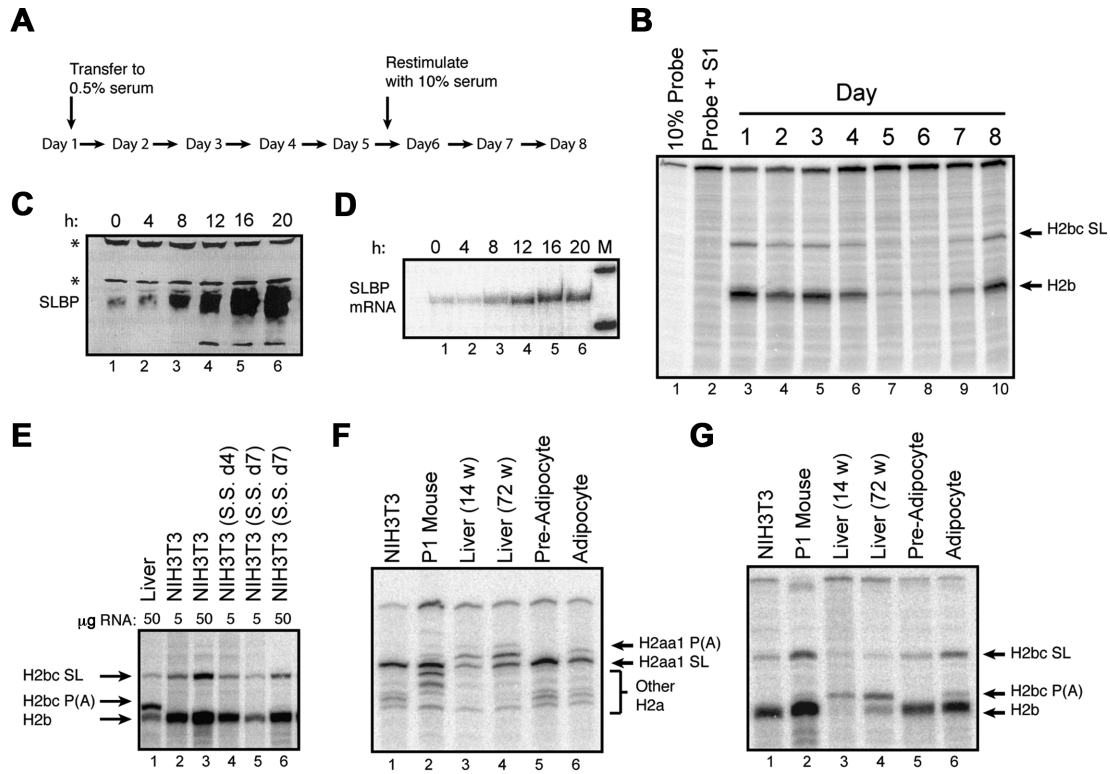 A
Transfer to
0.5% serum
Restimulate
with 10% serum
Day 1 Day 2 Day 3 Day 4 Day 5 Day6 Day 7 Day 8
B
10% Probe
Probe + S1
Day
1 2 3 4 5 6 7 8
H2bc SL
H2b
1 2 3 4 5 6 7 8 9 10
C
h: 0 4 8 12 16 20
*
*
SLBP
1 2 3 4 5 6
D
h: 0 4 8 12 16 20 M
SLBP
mRNA
1 2 3 4 5 6
E
Liver
NIH3T3
NIH3T3
NIH3T3 (S.S. d4)
NIH3T3 (S.S. d7)
NIH3T3 (S.S. d7)
µg RNA: 50 5 50 5 5 50
H2bc SL
H2bc P(A)
H2b
1 2 3 4 5 6
F
NIH3T3
P1 Mouse
Liver (14 w)
Liver (72 w)
Pre-Adipocyte
Adipocyte
H2aa1 P(A)
H2aa1 SL
Other
H2a
1 2 3 4 5 6
G
NIH3T3
P1 Mouse
Liver (14 w)
Liver (72 w)
Pre-Adipocyte
Adipocyte
H2bc SL
H2bc P(A)
H2b
1 2 3 4 5 6